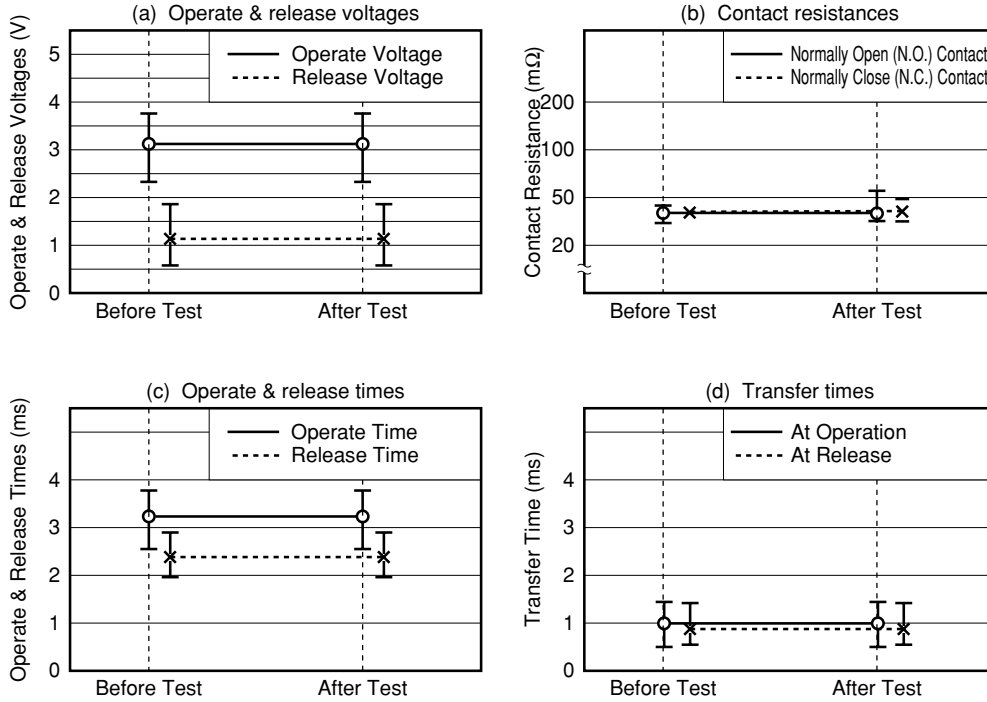 (a) Operate & release voltages
Operate & Release Voltages (V)
5
4
3
2
1
0
Operate Voltage
Release Voltage
Before Test
After Test
(b) Contact resistances
Contact Resistance (mΩ)
200
100
50
20
Normally Open (N.O.) Contact
Normally Close (N.C.) Contact
Before Test
After Test
(c) Operate & release times
Operate & Release Times (ms)
4
3
2
1
0
Operate Time
Release Time
Before Test
After Test
(d) Transfer times
Transfer Time (ms)
4
3
2
1
0
At Operation
At Release
Before Test
After Test